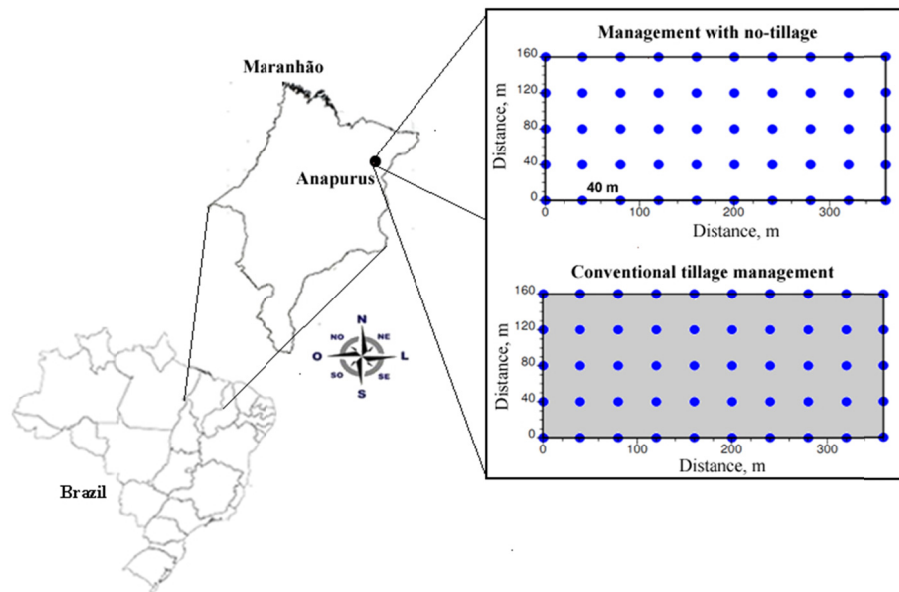 Maranhão
Anapurus
Brazil
N
NO
NE
O
L
SO
SE
S
Management with no-tillage
Distance, m
160
120
80
40
0
40 m
0
100
200
300
Distance, m
Conventional tillage management
Distance, m
160
120
80
40
0
0
100
200
300
Distance, m